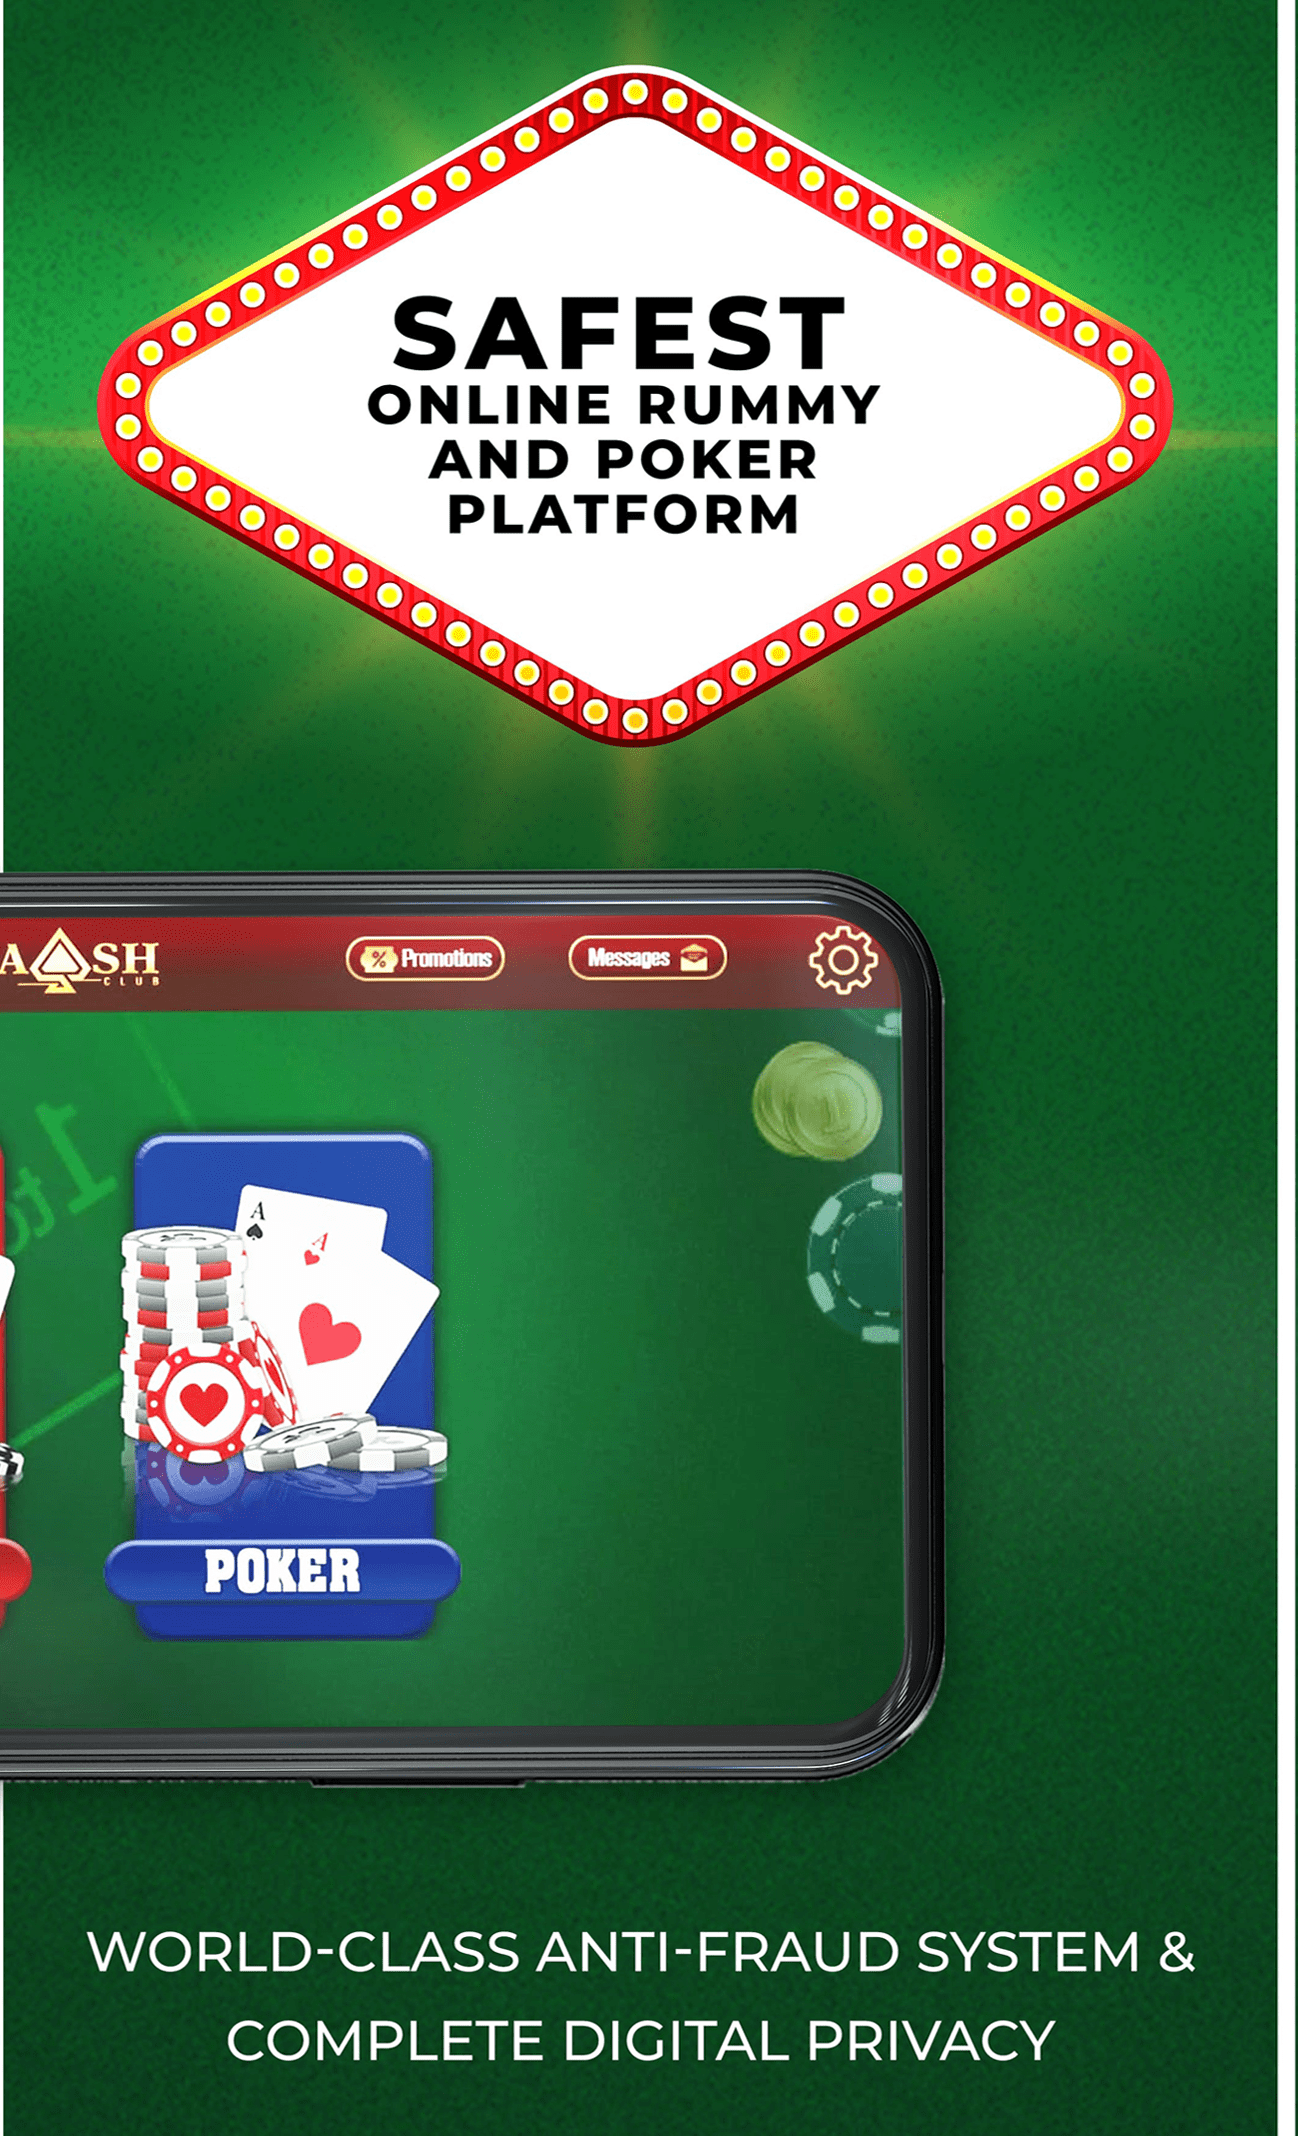 SAFEST
ONLINE RUMMY
AND POKER
PLATFORM
SH
CLUB
Promotions
Messages
A
A
POKER
WORLD-CLASS ANTI-FRAUD SYSTEM &
COMPLETE DIGITAL PRIVACY